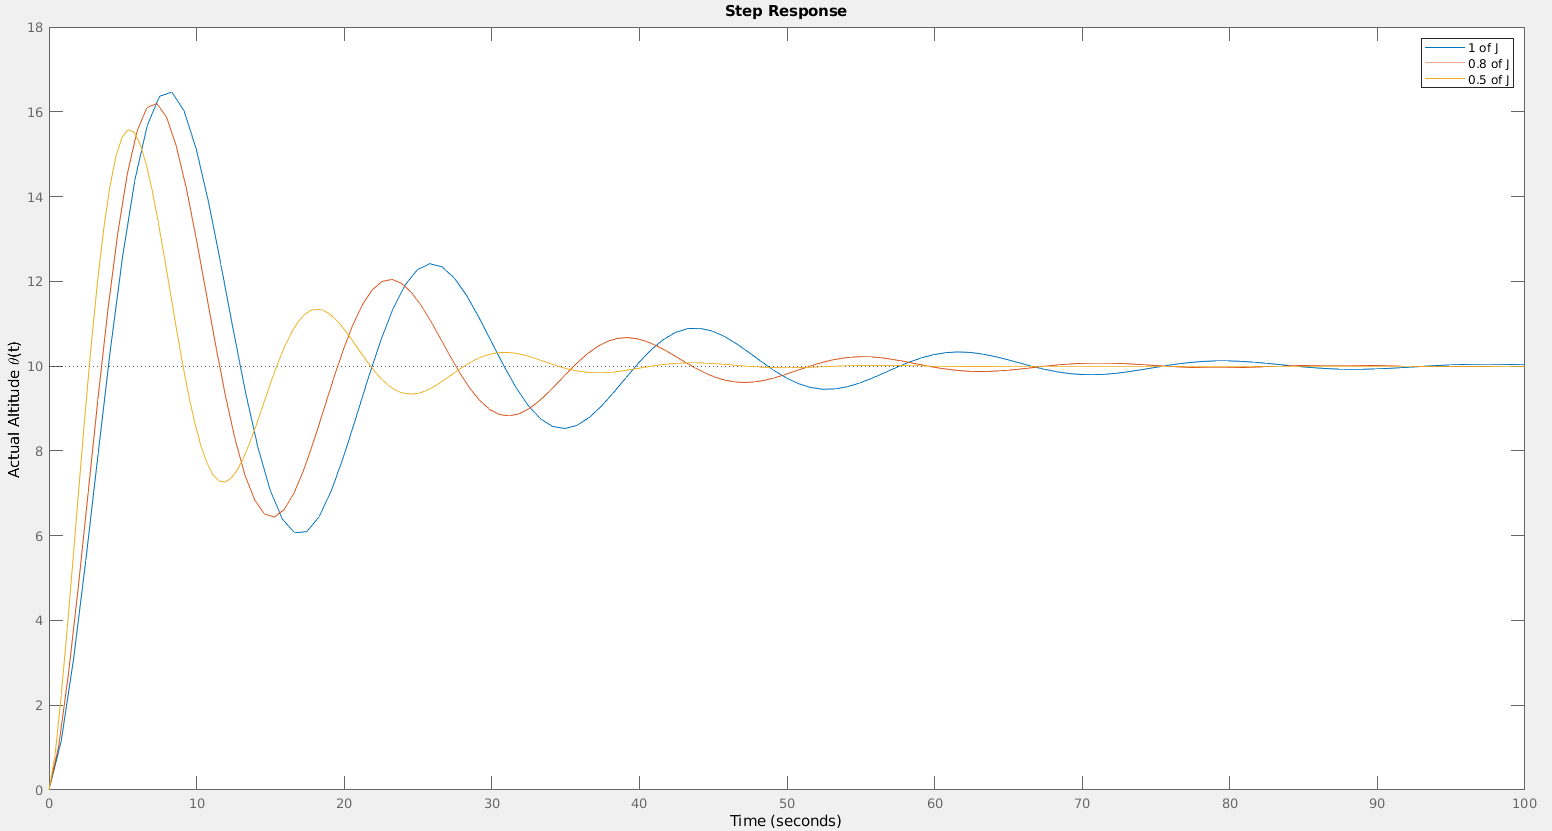 Step Response
1 of J
0.8 of J
0.5 of J
18
16
14
12
10
8
6
4
2
0
Actual Altitude θ(t)
0 10 20 30 40 50 60 70 80 90 100
Time (seconds)